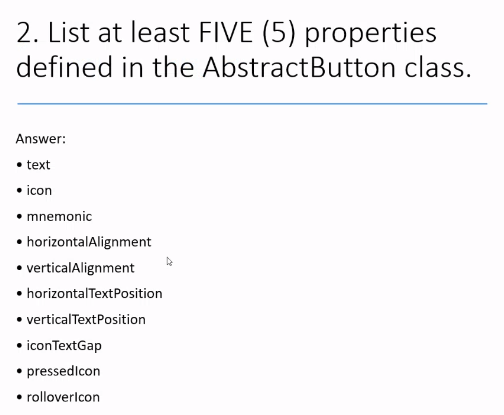 2. List at least FIVE (5) properties
defined in the AbstractButton class.
Answer:
• text
• icon
• mnemonic
• horizontalAlignment
• verticalAlignment
• horizontalTextPosition
• verticalTextPosition
• iconTextGap
• pressedIcon
• rolloverIcon